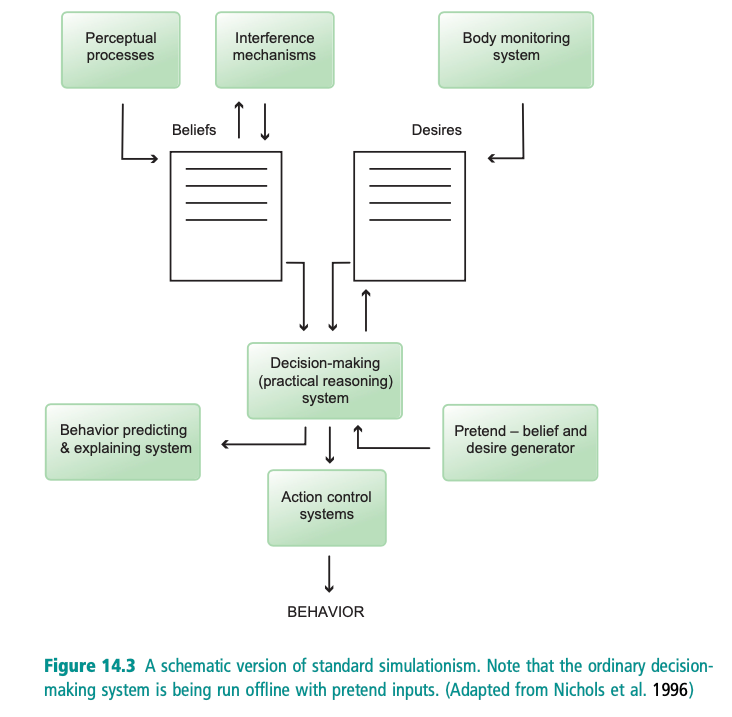 Perceptual
processes
Interference
mechanisms
Body monitoring
system
Beliefs
Desires
Decision-making
(practical reasoning)
system
Behavior predicting
& explaining system
Pretend – belief and
desire generator
Action control
systems
BEHAVIOR
Figure 14.3 A schematic version of standard simulationism. Note that the ordinary decision-
making system is being run offline with pretend inputs. (Adapted from Nichols et al. 1996)